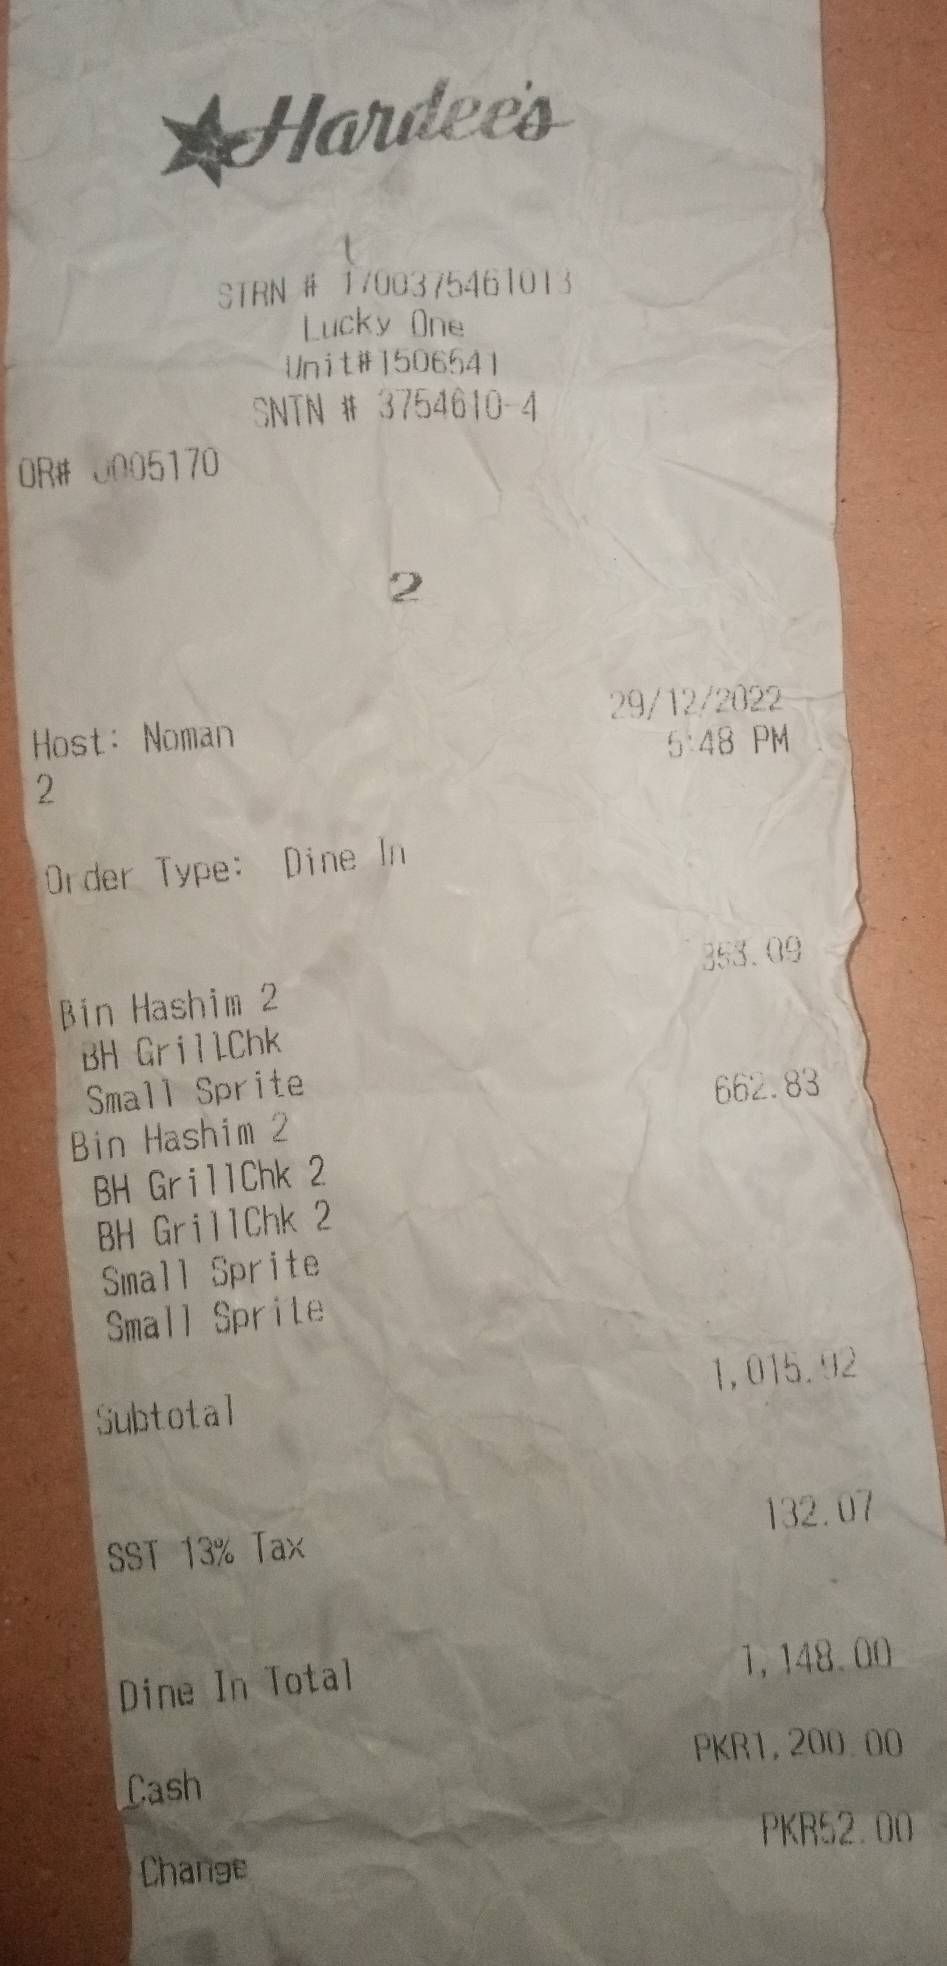 Hardee's
STRN # 1700375461013
Lucky One
Unit#1506541
SNTN # 3754610-4
OR# 0005170
2
29/12/2022
Host: Noman 5:48 PM
2
Order Type: Dine In
353.09
Bin Hashim 2
BH GrillChk
Small Sprite
662.83
Bin Hashim 2
BH GrillChk 2
BH GrillChk 2
Small Sprite
Small Sprite
1,015.92
Subtotal
132.07
SST 13% Tax
1,148.00
Dine In Total
PKR1,200.00
Cash
PKR52.00
Change